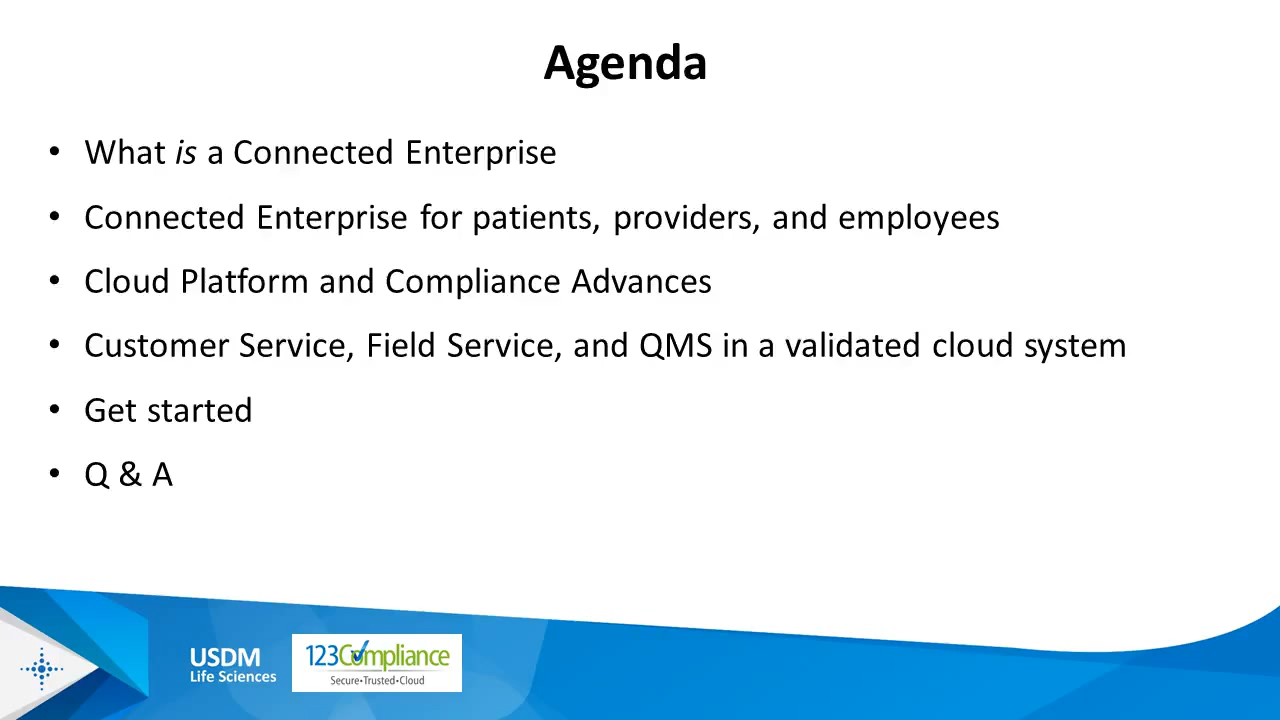 Agenda
• What is a Connected Enterprise
• Connected Enterprise for patients, providers, and employees
• Cloud Platform and Compliance Advances
• Customer Service, Field Service, and QMS in a validated cloud system
• Get started
• Q & A
USDM
Life Sciences
123Compliance
Secure•Trusted•Cloud